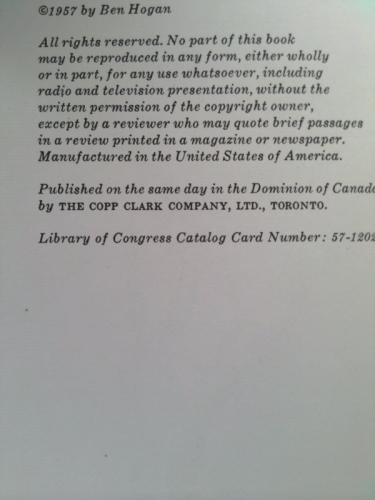 ©1957 by Ben Hogan
All rights reserved. No part of this book
may be reproduced in any form, either wholly
or in part, for any use whatsoever, including
radio and television presentation, without the
written permission of the copyright owner,
except by a reviewer who may quote brief passages
in a review printed in a magazine or newspaper.
Manufactured in the United States of America.
Published on the same day in the Dominion of Canada
by THE COPP CLARK COMPANY, LTD., TORONTO.
Library of Congress Catalog Card Number: 57-1202